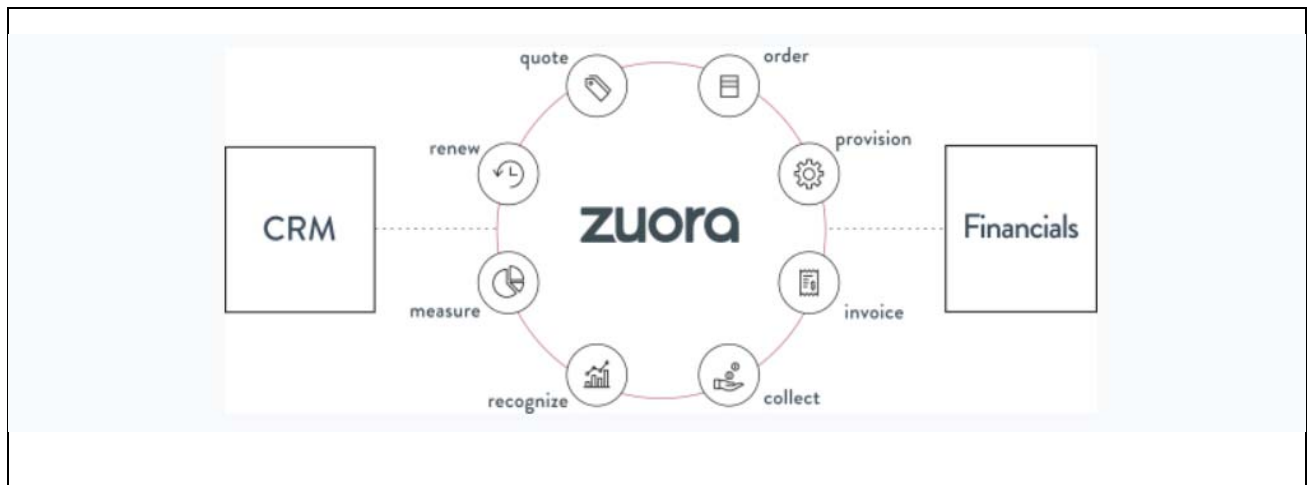 quote
order
renew
provision
CRM
zuora
Financials
measure
invoice
recognize
collect